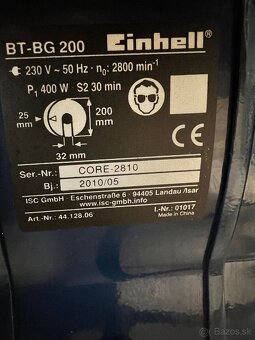 BT-BG 200 Einhell
230 V ~ 50 Hz · n₀: 2800 min⁻¹
P₁ 400 W S2 30 min
25 mm
200 mm
32 mm
CE
Ser.-Nr.: CORE-2810
Bj.: 2010/05
ISC GmbH · Eschenstraße 6 · 94405 Landau/Isar
www.isc-gmbh.info
Art.-Nr.: 44.128.06 I.-Nr.: 01017
Made in China
bazos.sk